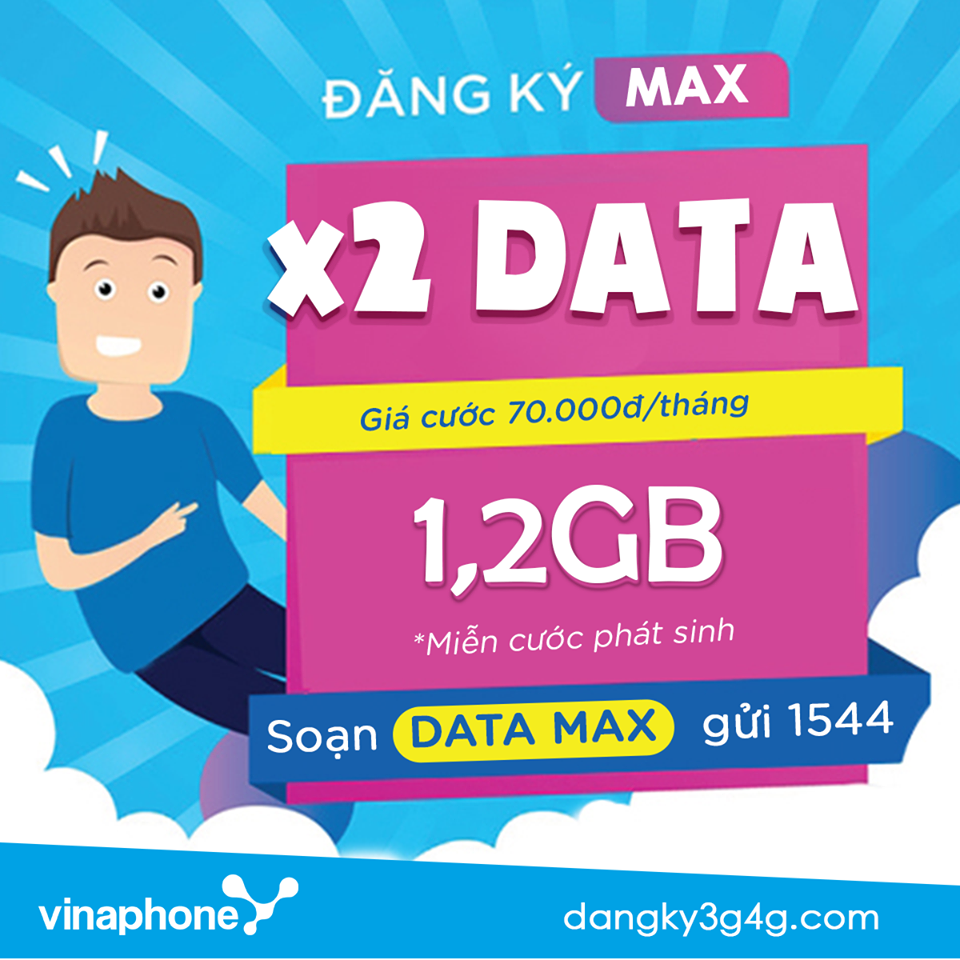 ĐĂNG KÝ MAX
x2 DATA
Giá cước 70.000đ/tháng
1,2GB
*Miễn cước phát sinh
Soạn DATA MAX gửi 1544
vinaphone
dangky3g4g.com